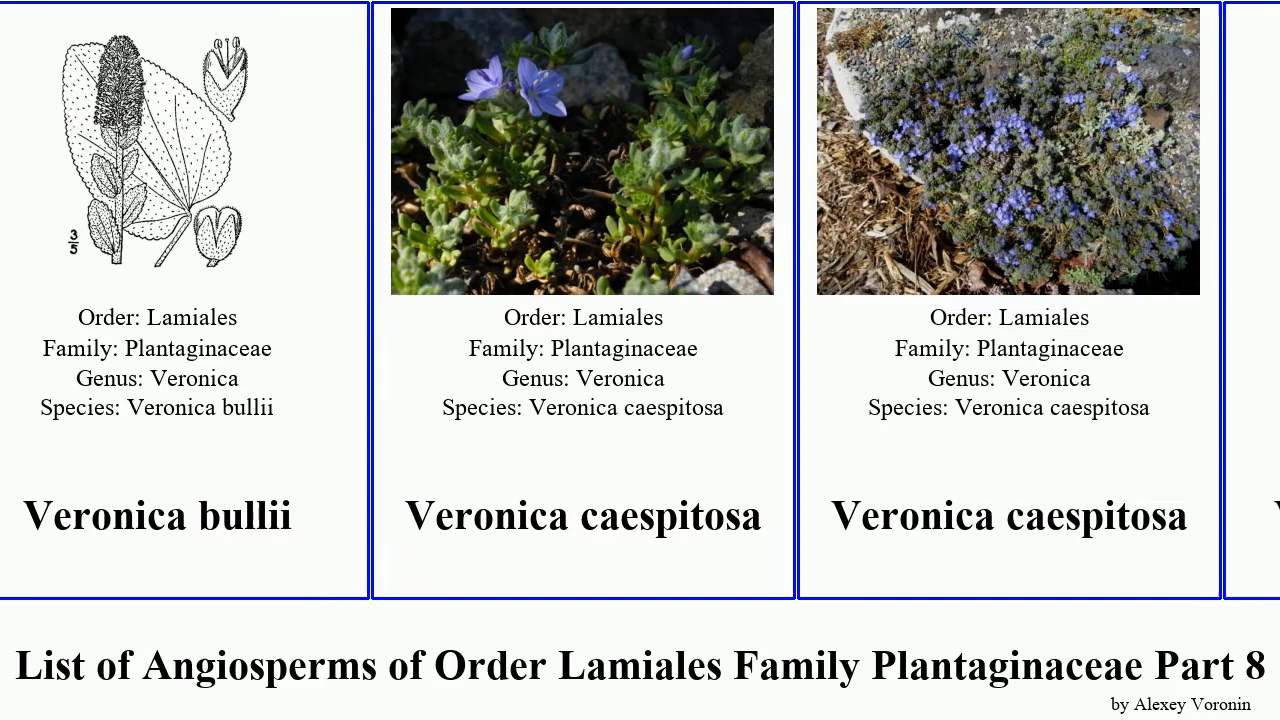 3
5
Order: Lamiales
Family: Plantaginaceae
Genus: Veronica
Species: Veronica bullii
Veronica bullii
Order: Lamiales
Family: Plantaginaceae
Genus: Veronica
Species: Veronica caespitosa
Veronica caespitosa
Order: Lamiales
Family: Plantaginaceae
Genus: Veronica
Species: Veronica caespitosa
Veronica caespitosa
List of Angiosperms of Order Lamiales Family Plantaginaceae Part 8
by Alexey Voronin